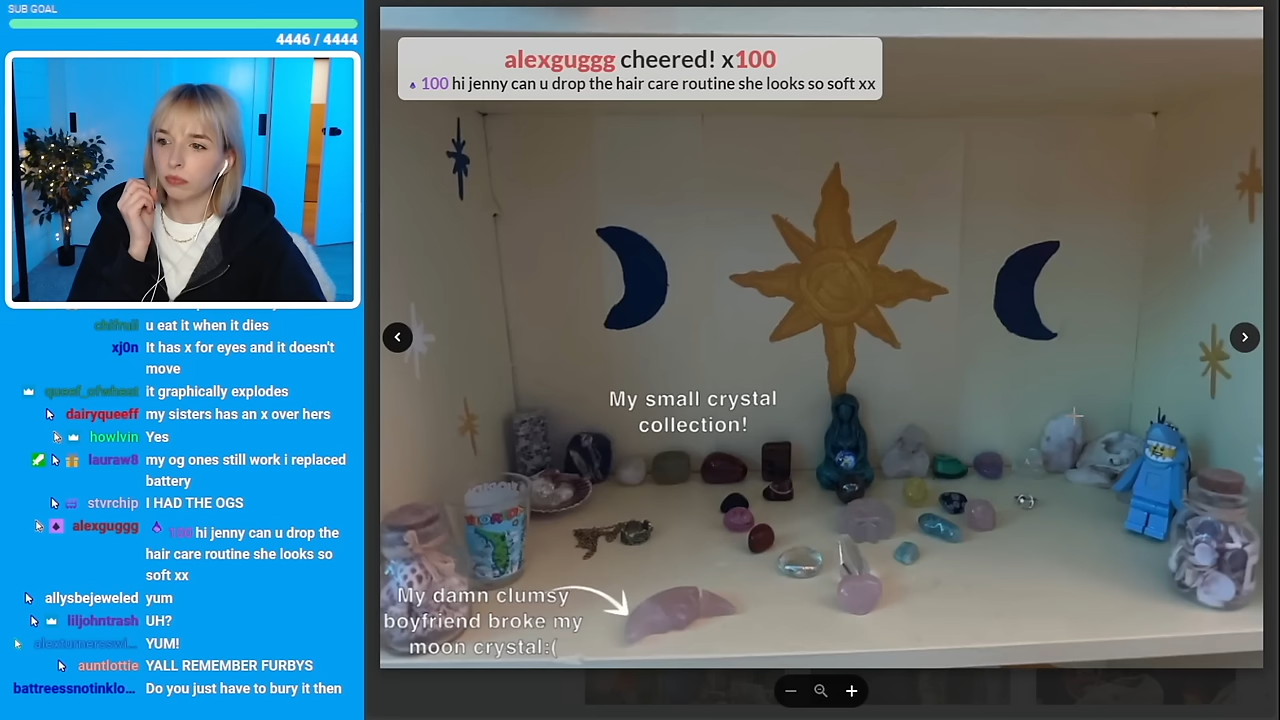 SUB GOAL
4446 / 4444
alexguggg cheered! x100
100 hi jenny can u drop the hair care routine she looks so soft xx
My small crystal
collection!
My damn clumsy
boyfriend broke my
moon crystal:(
u eat it when it dies
xj0n It has x for eyes and it doesn't
move
queef_ofwheat it graphically explodes
dairyqueeff my sisters has an x over hers
howlvin Yes
lauraw8 my og ones still work i replaced
battery
stvrchip I HAD THE OGS
alexguggg 100 hi jenny can u drop the
hair care routine she looks so
soft xx
allysbejeweled yum
liljohntrash UH?
alexturnersswi... YUM!
auntlottie YALL REMEMBER FURBYS
battreessnotinklo... Do you just have to bury it then